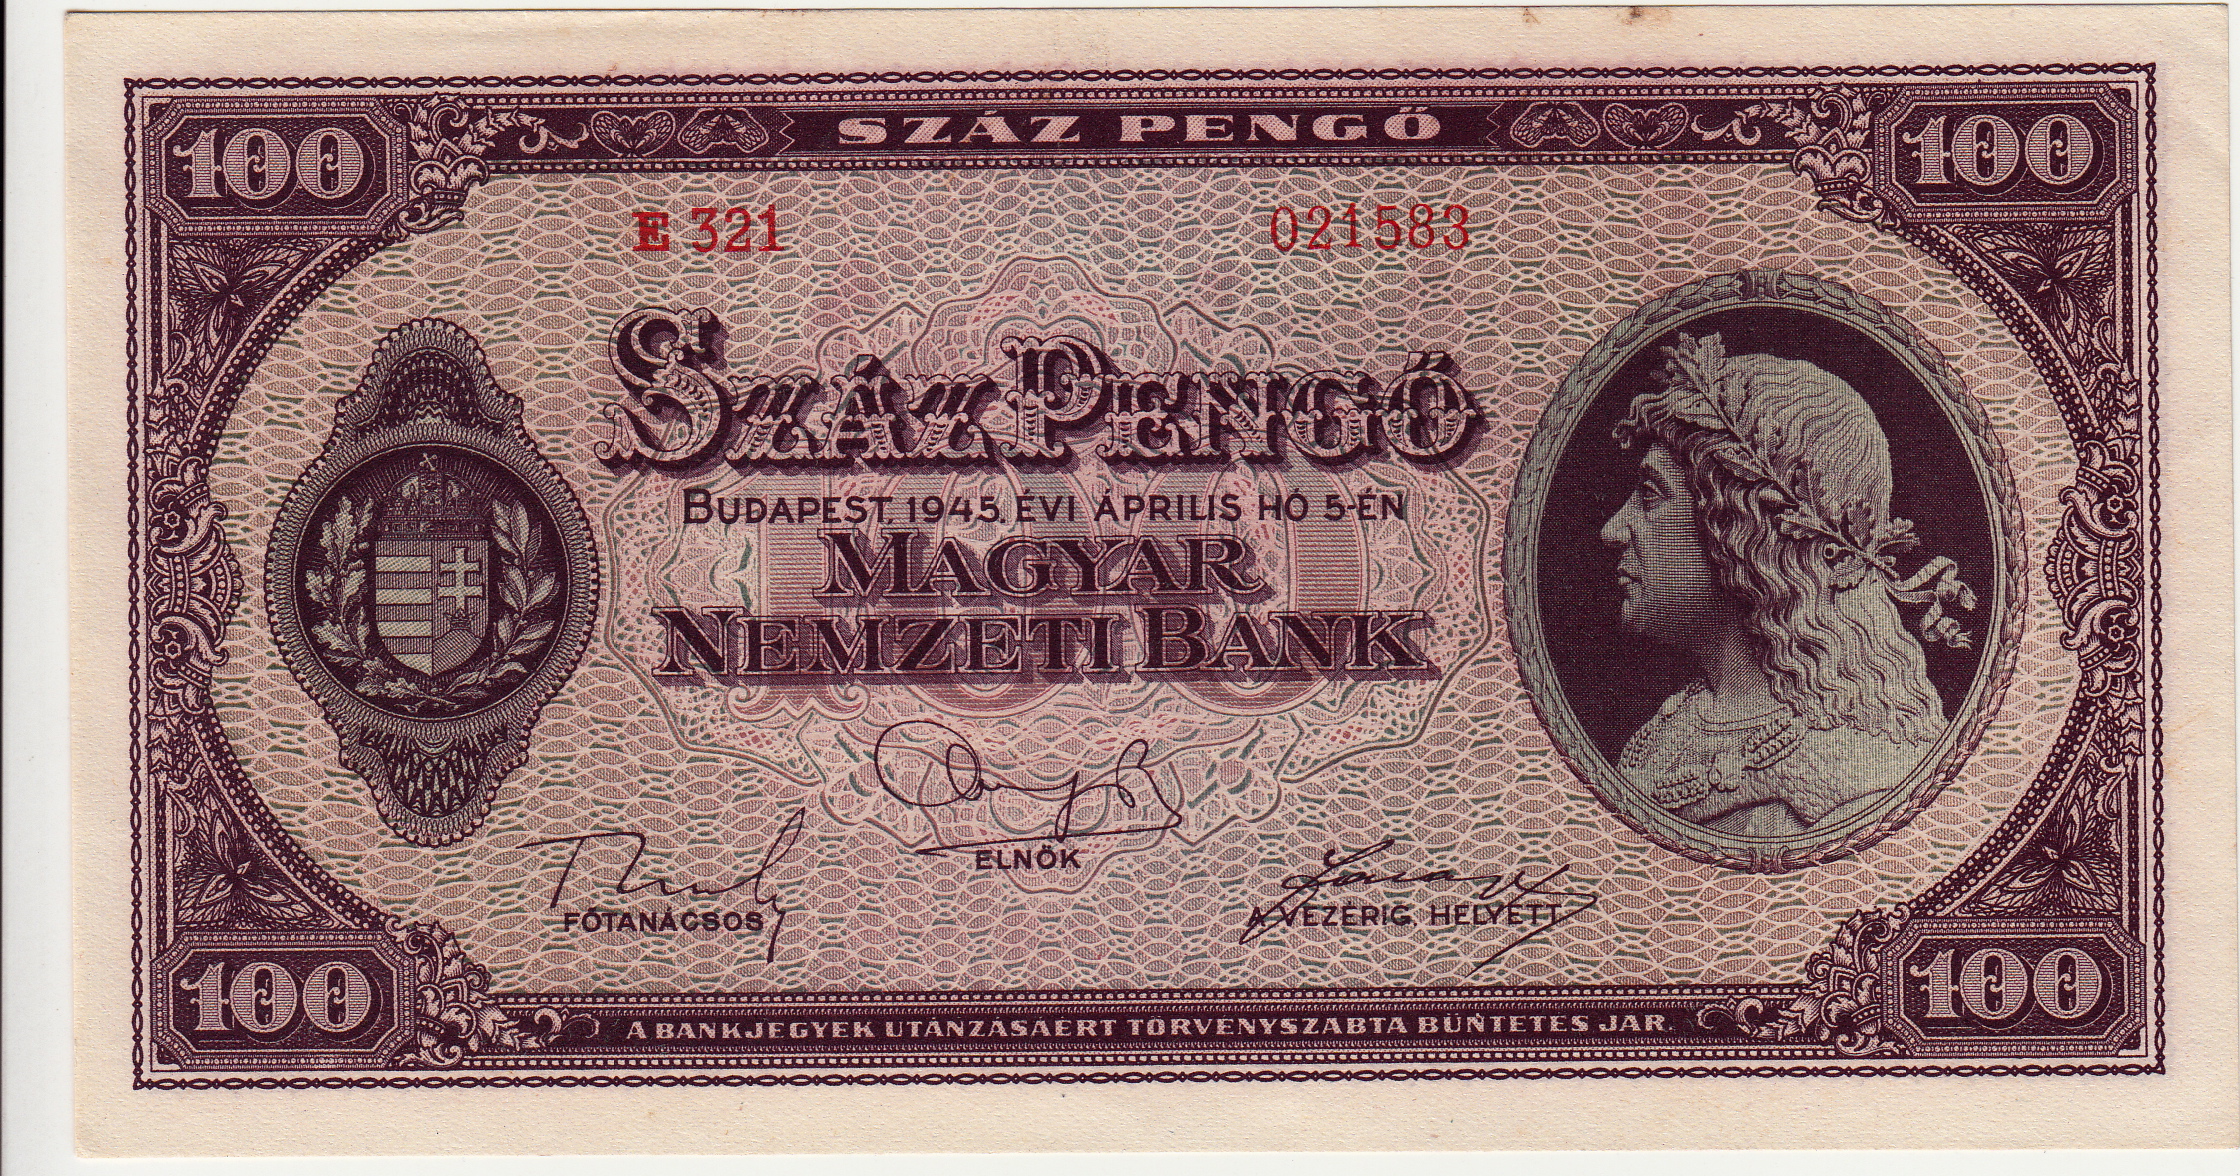 100 SZÁZ PENGŐ 100
E 321 021583
SZÁZ PENGŐ
BUDAPEST, 1945. ÉVI ÁPRILIS HÓ 5-ÉN
MAGYAR
NEMZETI BANK
ELNÖK
FŐTANÁCSOS
A VEZÉRIG. HELYETT
100 100
A BANKJEGYEK UTÁNZÁSÁÉRT TÖRVÉNYSZABTA BÜNTETÉS JÁR.